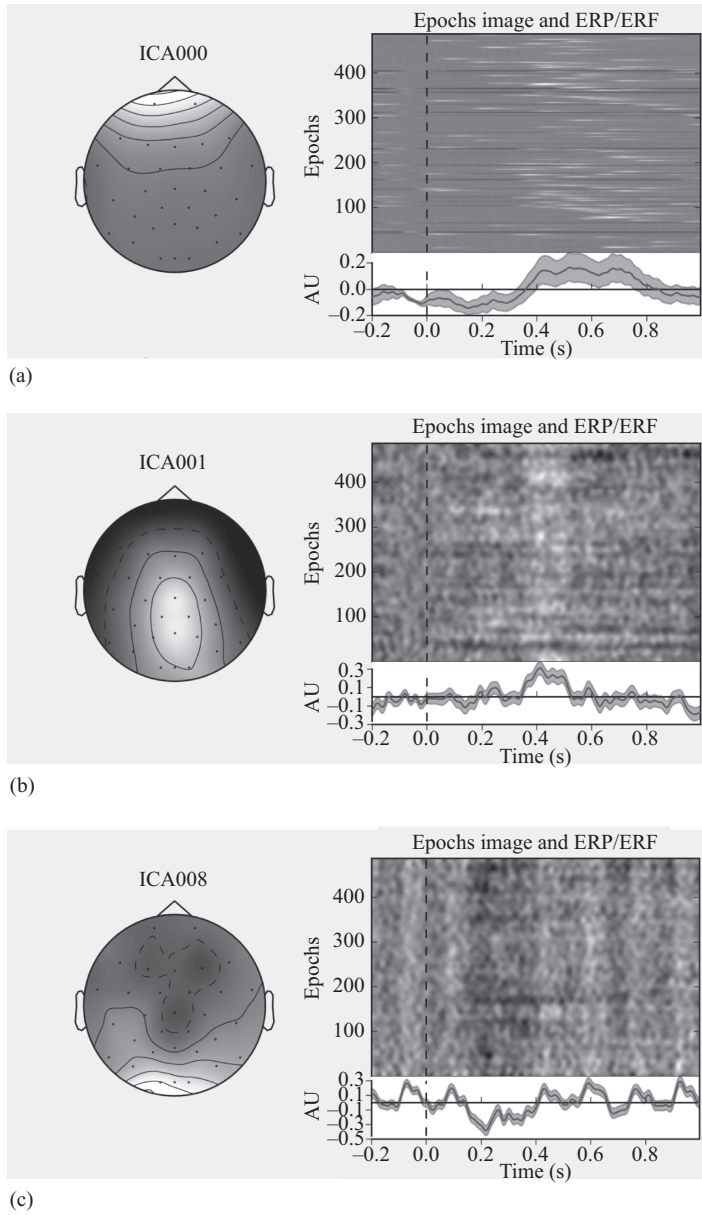 Epochs image and ERP/ERF
ICA000
400
300
200
100
Epochs
0.2
0.0
–0.2
AU
–0.2 0.0 0.2 0.4 0.6 0.8
Time (s)
(a)
Epochs image and ERP/ERF
ICA001
400
300
200
100
Epochs
0.3
0.1
–0.1
–0.3
AU
–0.2 0.0 0.2 0.4 0.6 0.8
Time (s)
(b)
Epochs image and ERP/ERF
ICA008
400
300
200
100
Epochs
0.3
0.1
–0.1
–0.3
–0.5
AU
–0.2 0.0 0.2 0.4 0.6 0.8
Time (s)
(c)